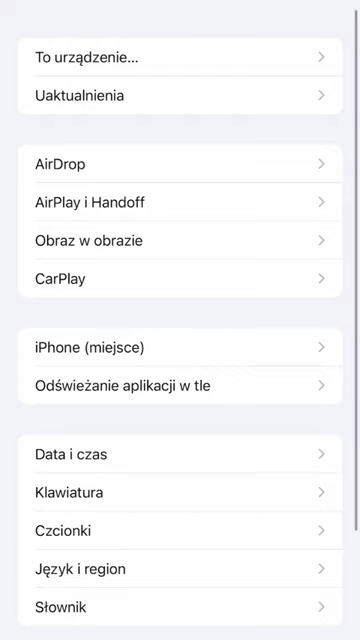 To urządzenie...
Uaktualnienia
AirDrop
AirPlay i Handoff
Obraz w obrazie
CarPlay
iPhone (miejsce)
Odświeżanie aplikacji w tle
Data i czas
Klawiatura
Czcionki
Język i region
Słownik